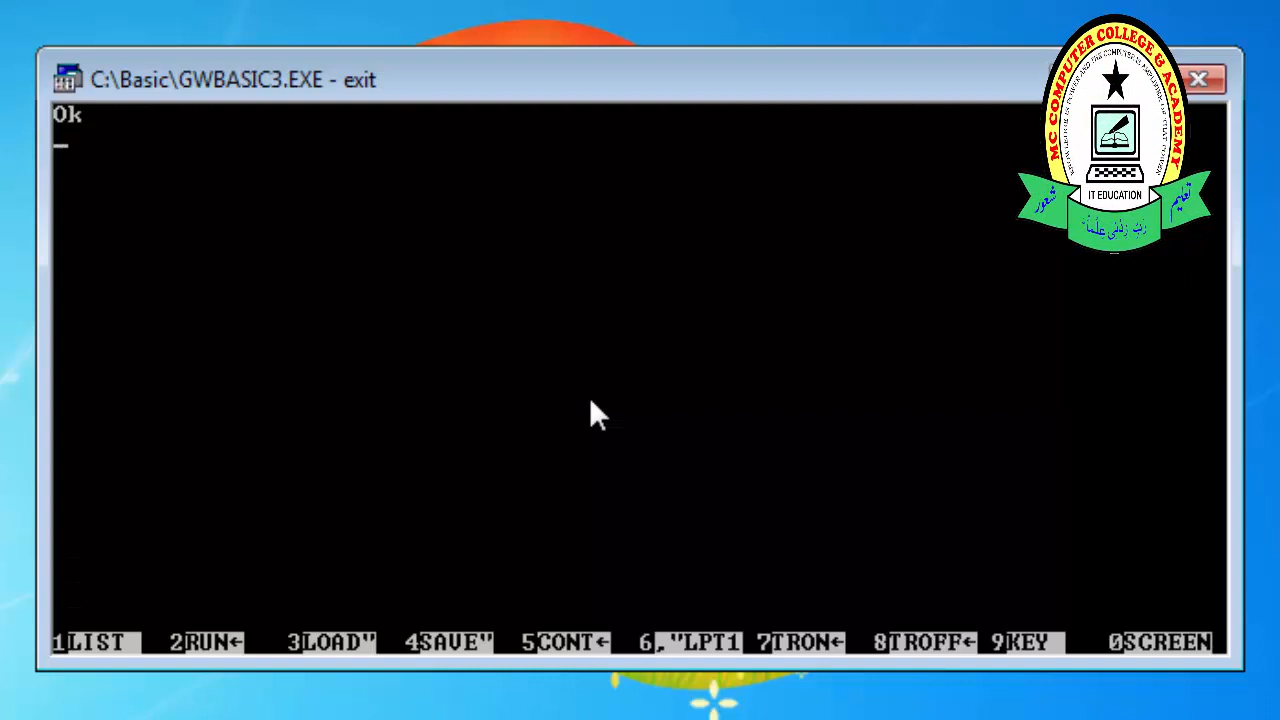 C:\Basic\GWBASIC3.EXE - exit
Ok
1LIST 2RUN← 3LOAD" 4SAVE" 5CONT← 6,"LPT1 7TRON← 8TROFF← 9KEY 0SCREEN
MC COMPUTER COLLEGE & ACADEMY
IT EDUCATION
شعور
تعلیم
رَبِّ زِدْنِي عِلْماً